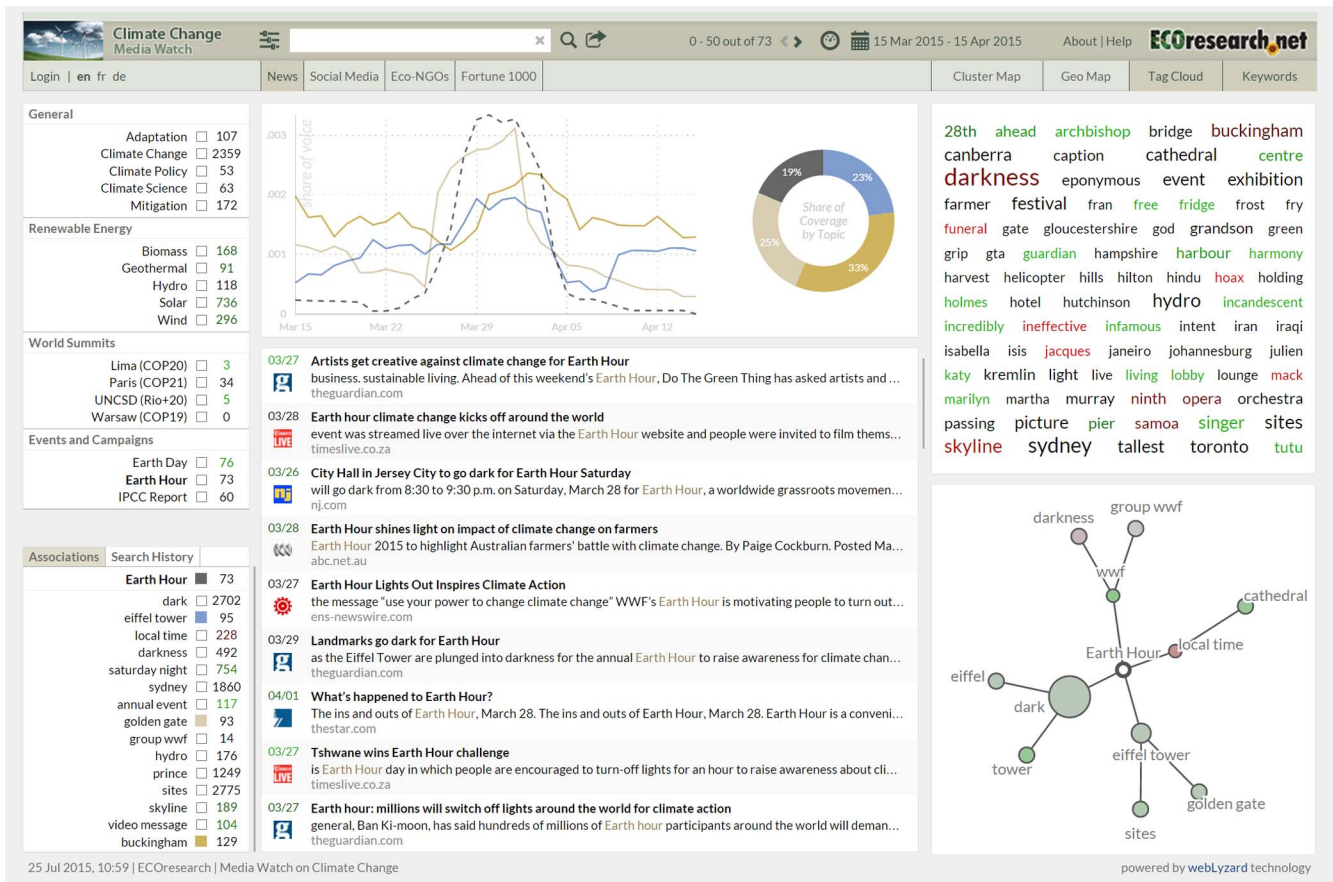 Climate Change
Media Watch
0 - 50 out of 73
15 Mar 2015 - 15 Apr 2015
About | Help
ECOresearch.net
Login | en fr de
News Social Media Eco-NGOs Fortune 1000
Cluster Map Geo Map Tag Cloud Keywords
General
Adaptation 107
Climate Change 2359
Climate Policy 53
Climate Science 63
Mitigation 172
Renewable Energy
Biomass 168
Geothermal 91
Hydro 118
Solar 736
Wind 296
World Summits
Lima (COP20) 3
Paris (COP21) 34
UNCSD (Rio+20) 5
Warsaw (COP19) 0
Events and Campaigns
Earth Day 76
Earth Hour 73
IPCC Report 60
Associations Search History
Earth Hour 73
dark 2702
eiffel tower 95
local time 228
darkness 492
saturday night 754
sydney 1860
annual event 117
golden gate 93
group wwf 14
hydro 176
prince 1249
sites 2775
skyline 189
video message 104
buckingham 129
share of voice
.003
.002
.001
0
Mar 15 Mar 22 Mar 29 Apr 05 Apr 12
Share of
Coverage
by Topic
19%
23%
25%
33%
03/27 Artists get creative against climate change for Earth Hour
business. sustainable living. Ahead of this weekend's Earth Hour, Do The Green Thing has asked artists and ...
theguardian.com
03/28 Earth hour climate change kicks off around the world
LIVE event was streamed live over the internet via the Earth Hour website and people were invited to film thems...
timeslive.co.za
03/26 City Hall in Jersey City to go dark for Earth Hour Saturday
nj will go dark from 8:30 to 9:30 p.m. on Saturday, March 28 for Earth Hour, a worldwide grassroots movemen...
nj.com
03/28 Earth Hour shines light on impact of climate change on farmers
Earth Hour 2015 to highlight Australian farmers' battle with climate change. By Paige Cockburn. Posted Ma...
abc.net.au
03/27 Earth Hour Lights Out Inspires Climate Action
the message "use your power to change climate change" WWF's Earth Hour is motivating people to turn out...
ens-newswire.com
03/29 Landmarks go dark for Earth Hour
as the Eiffel Tower are plunged into darkness for the annual Earth Hour to raise awareness for climate chan...
theguardian.com
04/01 What's happened to Earth Hour?
The ins and outs of Earth Hour, March 28. The ins and outs of Earth Hour, March 28. Earth Hour is a conveni...
thestar.com
03/27 Tshwane wins Earth Hour challenge
LIVE is Earth Hour day in which people are encouraged to turn-off lights for an hour to raise awareness about cli...
timeslive.co.za
03/27 Earth hour: millions will switch off lights around the world for climate action
general, Ban Ki-moon, has said hundreds of millions of Earth hour participants around the world will deman...
theguardian.com
28th ahead archbishop bridge buckingham
canberra caption cathedral centre
darkness eponymous event exhibition
farmer festival fran free fridge frost fry
funeral gate gloucestershire god grandson green
grip gta guardian hampshire harbour harmony
harvest helicopter hills hilton hindu hoax holding
holmes hotel hutchinson hydro incandescent
incredibly ineffective infamous intent iran iraqi
isabella isis jacques janeiro johannesburg julien
katy kremlin light live living lobby lounge mack
marilyn martha murray ninth opera orchestra
passing picture pier samoa singer sites
skyline sydney tallest toronto tutu
group wwf
darkness
wwf
cathedral
local time
Earth Hour
eiffel
dark
tower
eiffel tower
golden gate
sites
25 Jul 2015, 10:59 | ECOresearch | Media Watch on Climate Change
powered by webLyzard technology